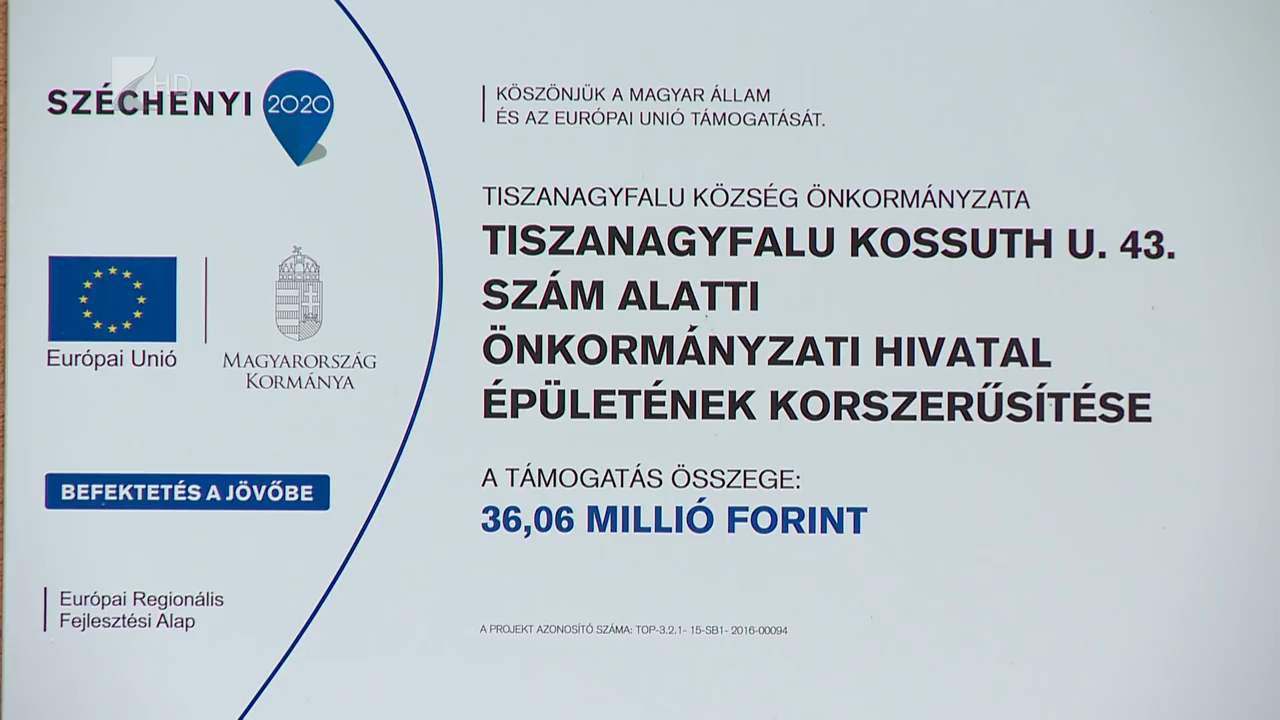 HD
SZÉCHENYI 2020
Európai Unió
MAGYARORSZÁG
KORMÁNYA
BEFEKTETÉS A JÖVŐBE
Európai Regionális
Fejlesztési Alap
KÖSZÖNJÜK A MAGYAR ÁLLAM
ÉS AZ EURÓPAI UNIÓ TÁMOGATÁSÁT.
TISZANAGYFALU KÖZSÉG ÖNKORMÁNYZATA
TISZANAGYFALU KOSSUTH U. 43.
SZÁM ALATTI
ÖNKORMÁNYZATI HIVATAL
ÉPÜLETÉNEK KORSZERŰSÍTÉSE
A TÁMOGATÁS ÖSSZEGE:
36,06 MILLIÓ FORINT
A PROJEKT AZONOSÍTÓ SZÁMA: TOP-3.2.1- 15-SB1- 2016-00094